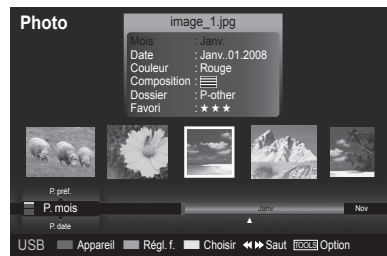 Photo
image_1.jpg
Mois : Janv.
Date : Janv..01.2008
Couleur : Rouge
Composition :
Dossier : P-other
Favori : ★★★
P. préf.
P. mois
Janv.
Nov
P. date
USB Appareil Régl. f. Choisir ◀◀ ▶▶ Saut TOOLS Option